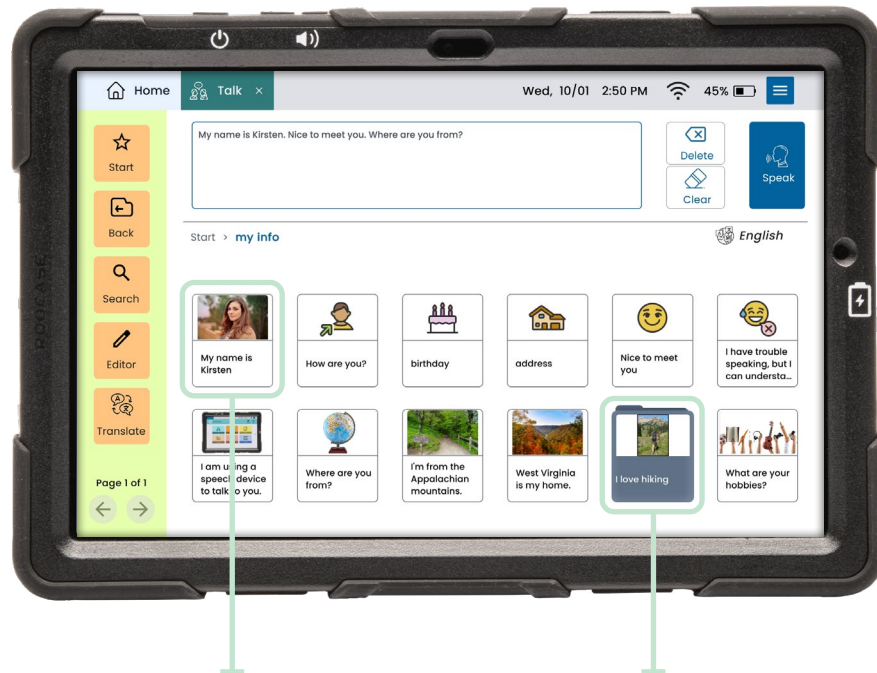 Home
Talk ×
Wed, 10/01 2:50 PM 45%
Start
Back
Search
Editor
Translate
Page 1 of 1
My name is Kirsten. Nice to meet you. Where are you from?
Delete
Clear
Speak
Start > my info
English
My name is
Kirsten
How are you?
birthday
address
Nice to meet
you
I have trouble
speaking, but I
can understa...
I am using a
speech device
to talk to you.
Where are you
from?
I'm from the
Appalachian
mountains.
West Virginia
is my home.
I love hiking
What are your
hobbies?